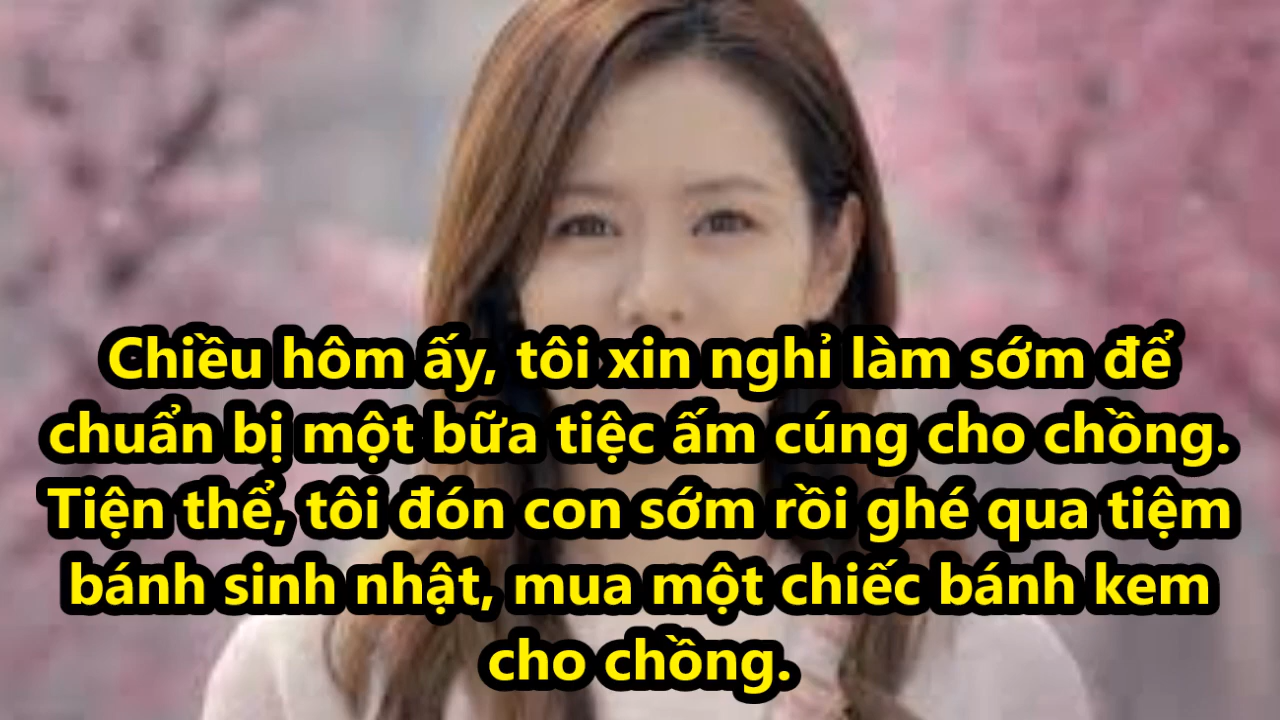 Chiều hôm ấy, tôi xin nghỉ làm sớm để
chuẩn bị một bữa tiệc ấm cúng cho chồng.
Tiện thể, tôi đón con sớm rồi ghé qua tiệm
bánh sinh nhật, mua một chiếc bánh kem
cho chồng.